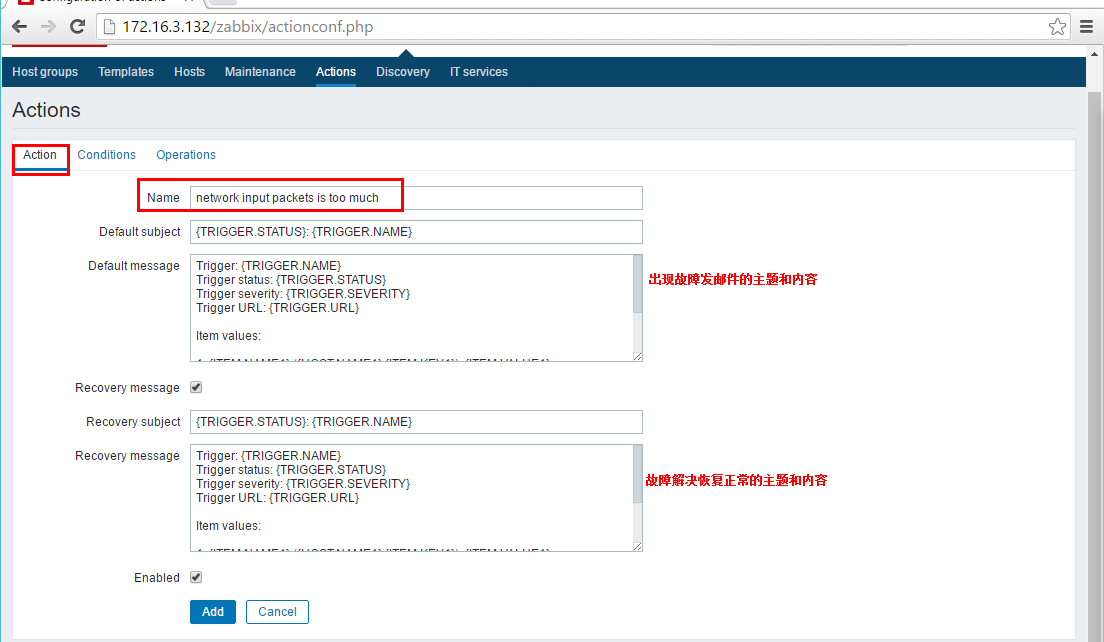 172.16.3.132/zabbix/actionconf.php
Host groups Templates Hosts Maintenance Actions Discovery IT services
Actions
Action Conditions Operations
Name network input packets is too much
Default subject {TRIGGER.STATUS}: {TRIGGER.NAME}
Default message Trigger: {TRIGGER.NAME}
Trigger status: {TRIGGER.STATUS}
Trigger severity: {TRIGGER.SEVERITY}
Trigger URL: {TRIGGER.URL}
出现故障发邮件的主题和内容
Item values:
Recovery message
Recovery subject {TRIGGER.STATUS}: {TRIGGER.NAME}
Recovery message Trigger: {TRIGGER.NAME}
Trigger status: {TRIGGER.STATUS}
Trigger severity: {TRIGGER.SEVERITY}
Trigger URL: {TRIGGER.URL}
故障解决恢复正常的主题和内容
Item values:
Enabled
Add Cancel